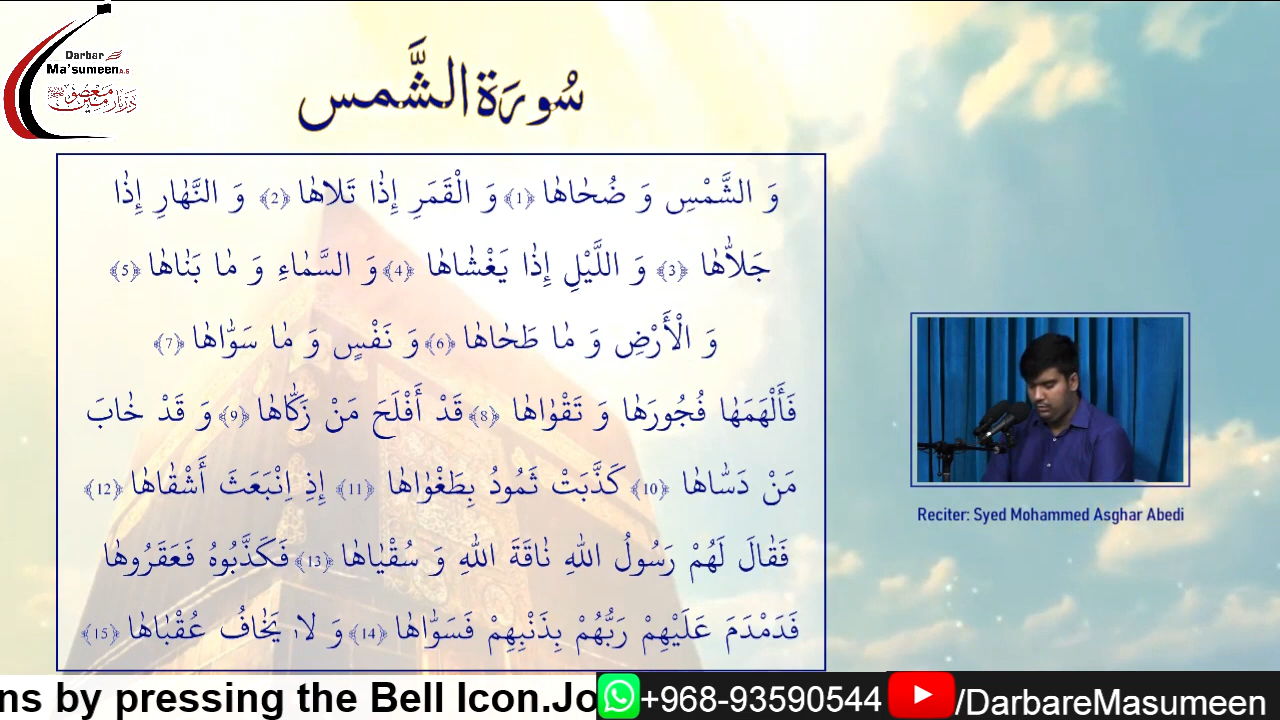 Darbar
Ma'sumeen A.S
سُورَة الشَّمس
وَ الشَّمْسِ وَ ضُحٰاهٰا ﴿1﴾ وَ الْقَمَرِ إِذٰا تَلاٰهٰا ﴿2﴾ وَ النَّهٰارِ إِذٰا
جَلاّٰهٰا ﴿3﴾ وَ اللَّيْلِ إِذٰا يَغْشٰاهٰا ﴿4﴾ وَ السَّمٰاءِ وَ مٰا بَنٰاهٰا ﴿5﴾
وَ الْأَرْضِ وَ مٰا طَحٰاهٰا ﴿6﴾ وَ نَفْسٍ وَ مٰا سَوّٰاهٰا ﴿7﴾
فَأَلْهَمَهٰا فُجُورَهٰا وَ تَقْوٰاهٰا ﴿8﴾ قَدْ أَفْلَحَ مَنْ زَكّٰاهٰا ﴿9﴾ وَ قَدْ خٰابَ
مَنْ دَسّٰاهٰا ﴿10﴾ كَذَّبَتْ ثَمُودُ بِطَغْوٰاهٰا ﴿11﴾ إِذِ اِنْبَعَثَ أَشْقٰاهٰا ﴿12﴾
فَقٰالَ لَهُمْ رَسُولُ اللّٰهِ نٰاقَةَ اللّٰهِ وَ سُقْيٰاهٰا ﴿13﴾ فَكَذَّبُوهُ فَعَقَرُوهٰا
فَدَمْدَمَ عَلَيْهِمْ رَبُّهُمْ بِذَنْبِهِمْ فَسَوّٰاهٰا ﴿14﴾ وَ لاٰ يَخٰافُ عُقْبٰاهٰا ﴿15﴾
Reciter: Syed Mohammed Asghar Abedi
ns by pressing the Bell Icon.Jo
+968-93590544
/DarbareMasumeen